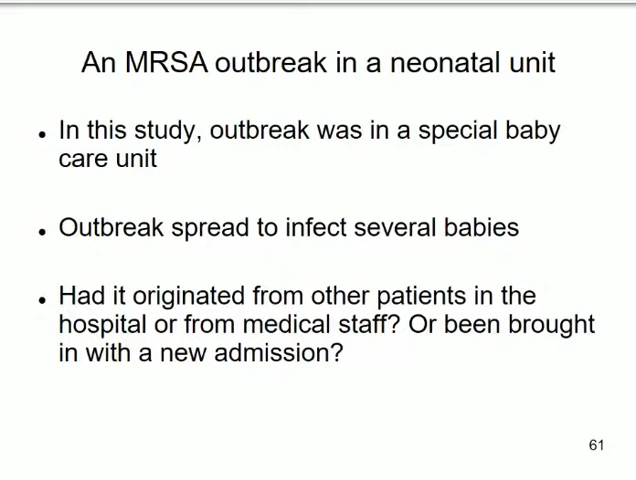 An MRSA outbreak in a neonatal unit
• In this study, outbreak was in a special baby
care unit
• Outbreak spread to infect several babies
• Had it originated from other patients in the
hospital or from medical staff? Or been brought
in with a new admission?
61